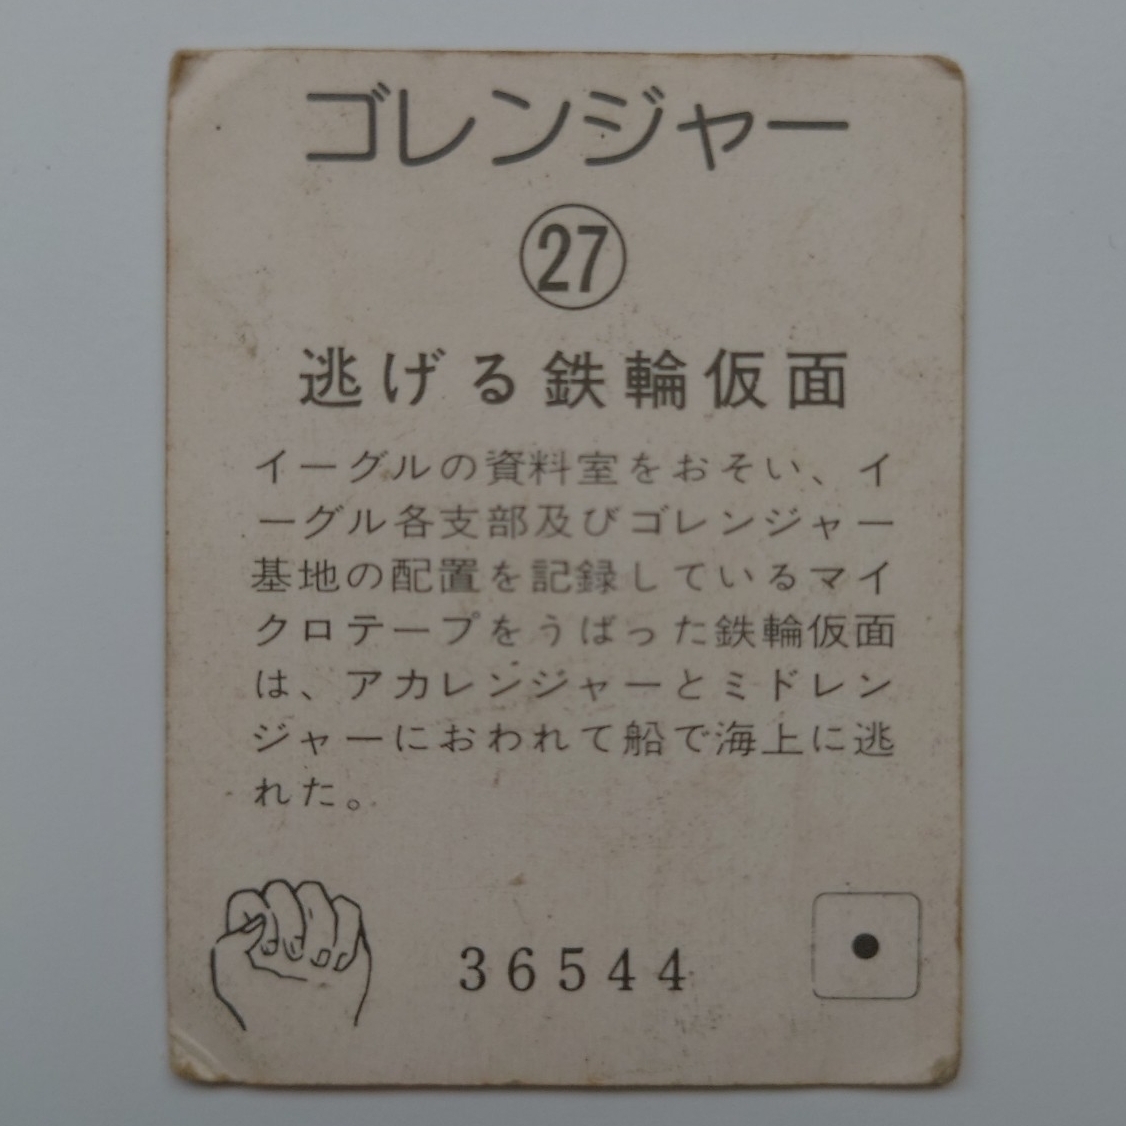 ゴレンジャー
27
逃げる鉄輪仮面
イーグルの資料室をおそい、イ
ーグル各支部及びゴレンジャー
基地の配置を記録しているマイ
クロテープをうばった鉄輪仮面
は、アカレンジャーとミドレン
ジャーにおわれて船で海上に逃
れた。
36544